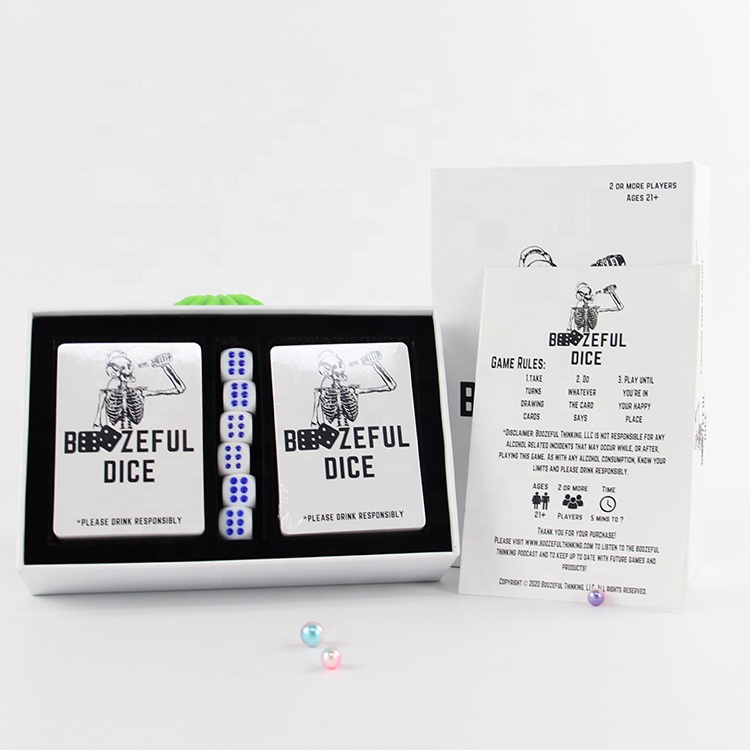 BOOZEFUL
DICE
*PLEASE DRINK RESPONSIBLY
BOOZEFUL
DICE
*PLEASE DRINK RESPONSIBLY
2 OR MORE PLAYERS
AGES 21+
B
BOOZEFUL
DICE
GAME RULES:
1.TAKE TURNS DRAWING CARDS
2. DO WHATEVER THE CARD SAYS
3. PLAY UNTIL YOU'RE IN YOUR HAPPY PLACE
*DISCLAIMER: BOOZEFUL THINKING, LLC IS NOT RESPONSIBLE FOR ANY
ALCOHOL RELATED INCIDENTS THAT MAY OCCUR WHILE, OR AFTER,
PLAYING THIS GAME. AS WITH ANY ALCOHOL CONSUMPTION, KNOW YOUR
LIMITS AND PLEASE DRINK RESPONSIBLY.
AGES 2 OR MORE TIME
21+ PLAYERS 5 MINS TO ?
THANK YOU FOR YOUR PURCHASE!
PLEASE VISIT WWW.BOOZEFULTHINKING.COM TO LISTEN TO THE BOOZEFUL
THINKING PODCAST AND TO KEEP UP TO DATE WITH FUTURE GAMES AND
PRODUCTS!
COPYRIGHT © 2020 BOOZEFUL THINKING, LLC. ALL RIGHTS RESERVED.